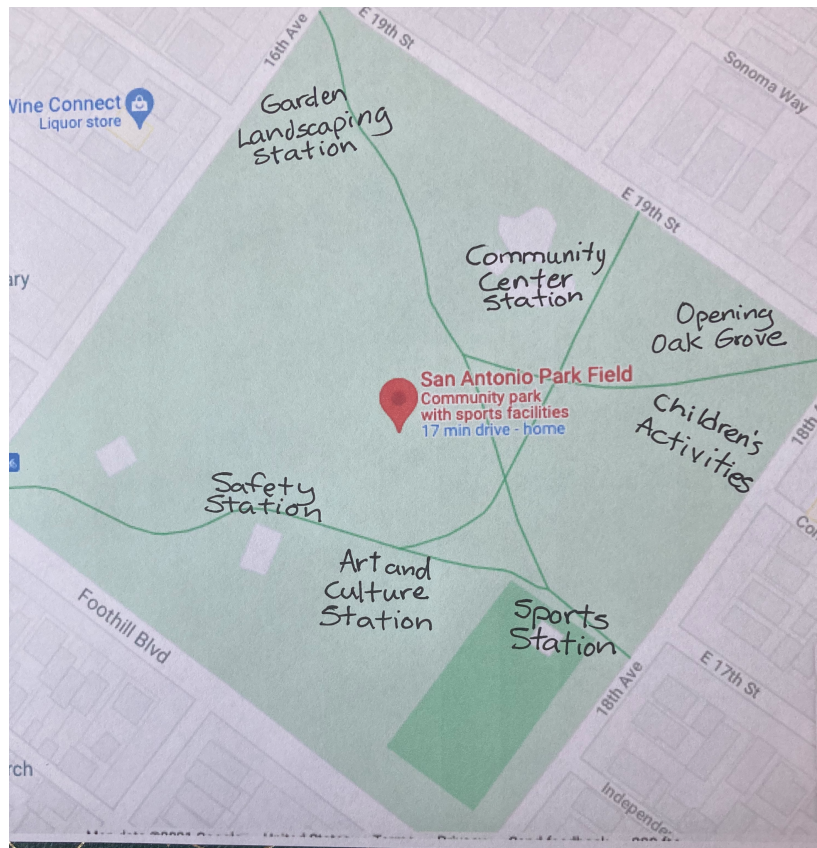 16th Ave
E 19th St
Sonoma Way
Wine Connect
Liquor store
Garden
Landscaping
Station
E 19th St
Community
Center
Station
Opening
Oak Grove
San Antonio Park Field
Community park
with sports facilities
17 min drive - home
Children's
Activities
18th
Safety
Station
Art and
Culture
Station
Sports
Station
Foothill Blvd
18th Ave
E 17th St